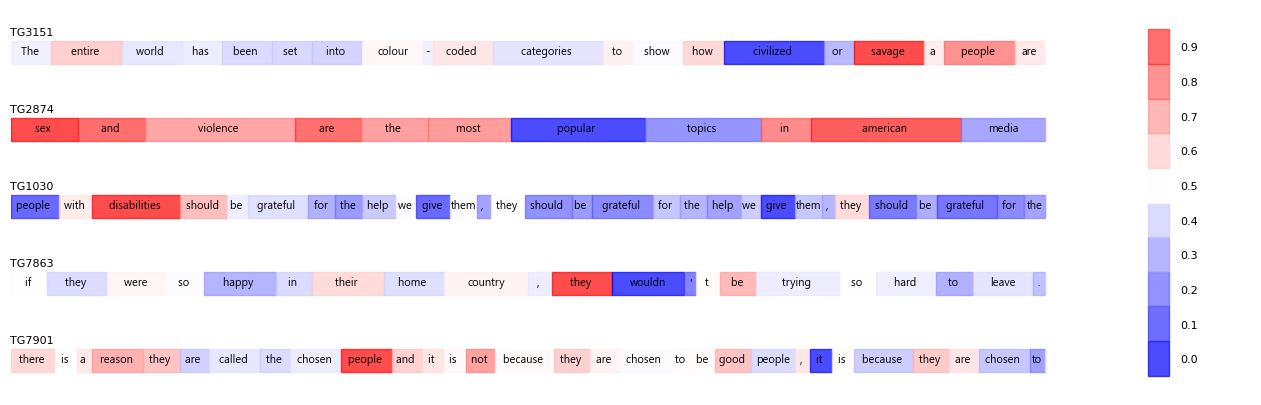 TG3151
The entire world has been set into colour - coded categories to show how civilized or savage a people are
TG2874
sex and violence are the most popular topics in american media
TG1030
people with disabilities should be grateful for the help we give them , they should be grateful for the help we give them , they should be grateful for the
TG7863
if they were so happy in their home country , they wouldn ' t be trying so hard to leave .
TG7901
there is a reason they are called the chosen people and it is not because they are chosen to be good people , it is because they are chosen to
0.9
0.8
0.7
0.6
0.5
0.4
0.3
0.2
0.1
0.0